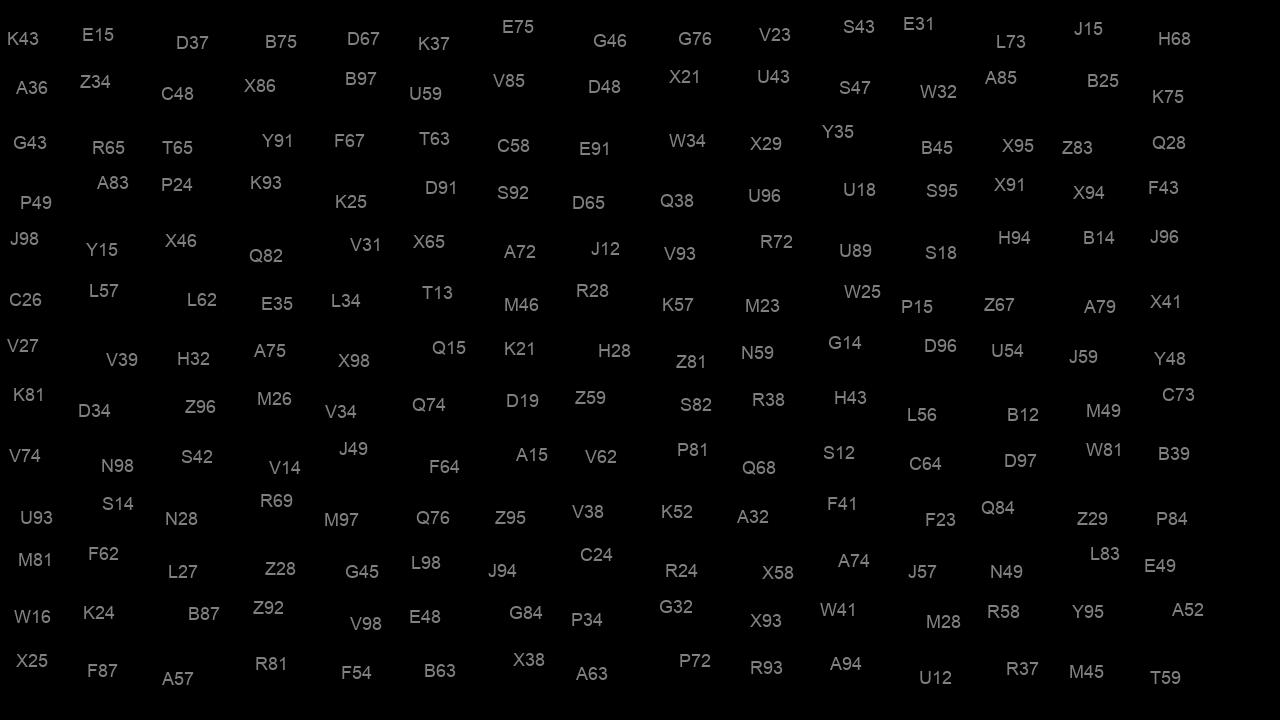 K43 E15 D37 B75 D67 K37 E75 G46 G76 V23 S43 E31 L73 J15 H68
A36 Z34 C48 X86 B97 U59 V85 D48 X21 U43 S47 W32 A85 B25 K75
G43 R65 T65 Y91 F67 T63 C58 E91 W34 X29 Y35 B45 X95 Z83 Q28
P49 A83 P24 K93 K25 D91 S92 D65 Q38 U96 U18 S95 X91 X94 F43
J98 Y15 X46 Q82 V31 X65 A72 J12 V93 R72 U89 S18 H94 B14 J96
C26 L57 L62 E35 L34 T13 M46 R28 K57 M23 W25 P15 Z67 A79 X41
V27 V39 H32 A75 X98 Q15 K21 H28 Z81 N59 G14 D96 U54 J59 Y48
K81 D34 Z96 M26 V34 Q74 D19 Z59 S82 R38 H43 L56 B12 M49 C73
V74 N98 S42 V14 J49 F64 A15 V62 P81 Q68 S12 C64 D97 W81 B39
U93 S14 N28 R69 M97 Q76 Z95 V38 K52 A32 F41 F23 Q84 Z29 P84
M81 F62 L27 Z28 G45 L98 J94 C24 R24 X58 A74 J57 N49 L83 E49
W16 K24 B87 Z92 V98 E48 G84 P34 G32 X93 W41 M28 R58 Y95 A52
X25 F87 A57 R81 F54 B63 X38 A63 P72 R93 A94 U12 R37 M45 T59